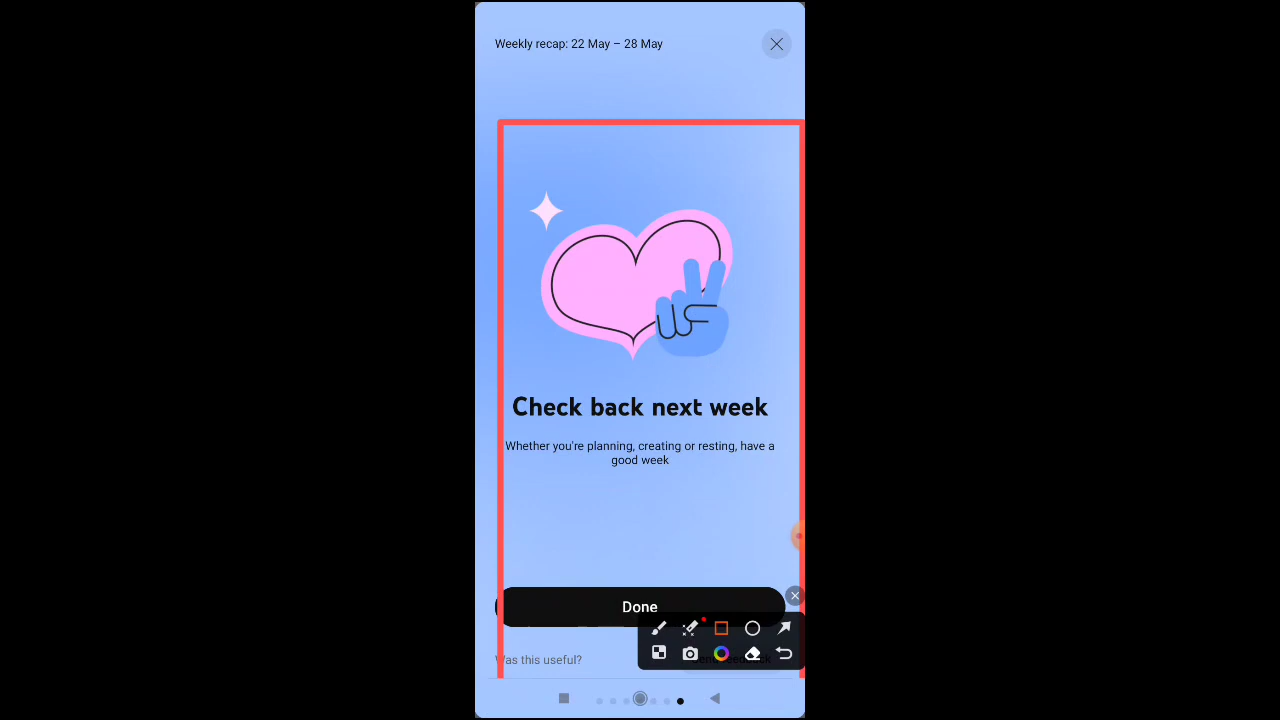 Weekly recap: 22 May – 28 May
Check back next week
Whether you're planning, creating or resting, have a
good week
Done
Was this useful?